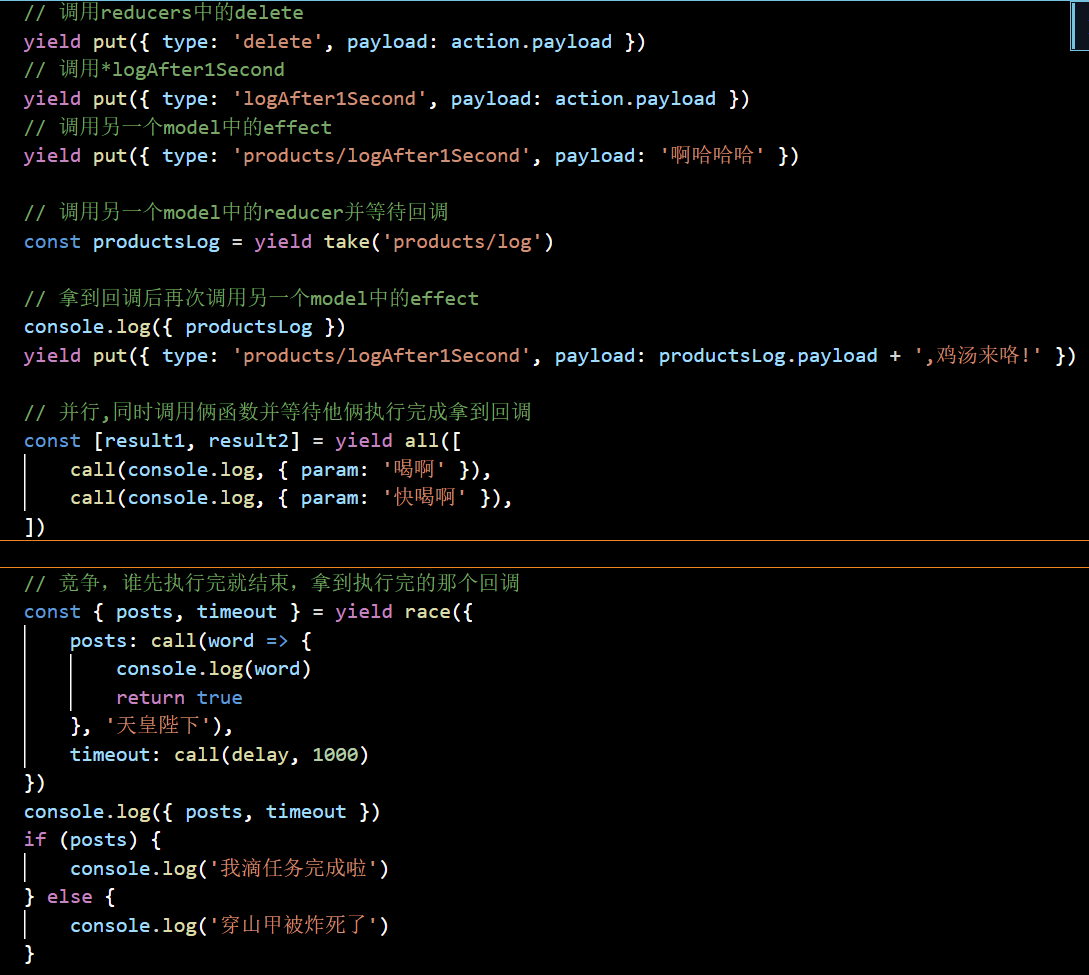 // 调用reducers中的delete
yield put({ type: 'delete', payload: action.payload })
// 调用*logAfter1Second
yield put({ type: 'logAfter1Second', payload: action.payload })
// 调用另一个model中的effect
yield put({ type: 'products/logAfter1Second', payload: '啊哈哈哈' })
// 调用另一个model中的reducer并等待回调
const productsLog = yield take('products/log')
// 拿到回调后再次调用另一个model中的effect
console.log({ productsLog })
yield put({ type: 'products/logAfter1Second', payload: productsLog.payload + ',鸡汤来咯!' })
// 并行,同时调用俩函数并等待他俩执行完成拿到回调
const [result1, result2] = yield all([
    call(console.log, { param: '喝啊' }),
    call(console.log, { param: '快喝啊' }),
])
// 竞争，谁先执行完就结束，拿到执行完的那个回调
const { posts, timeout } = yield race({
    posts: call(word => {
        console.log(word)
        return true
    }, '天皇陛下'),
    timeout: call(delay, 1000)
})
console.log({ posts, timeout })
if (posts) {
    console.log('我滴任务完成啦')
} else {
    console.log('穿山甲被炸死了')
}